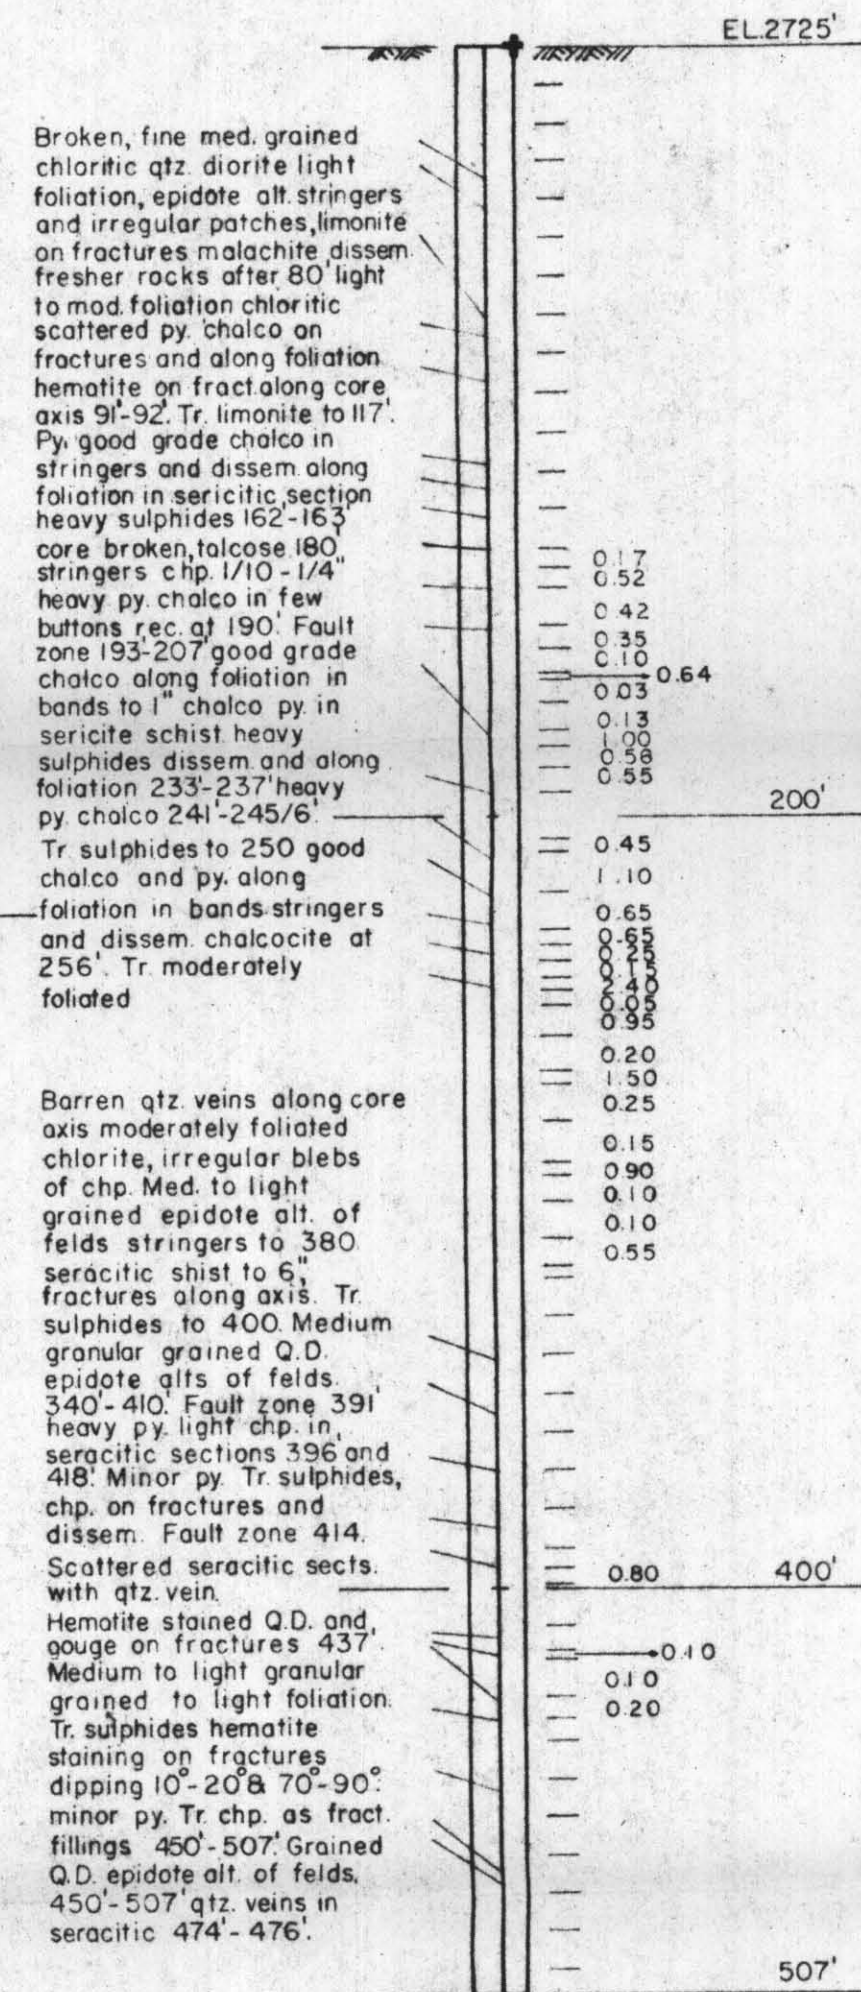 EL.2725'
Broken, fine med. grained
chloritic qtz. diorite light
foliation, epidote alt. stringers
and irregular patches, limonite
on fractures malachite dissem.
fresher rocks after 80' light
to mod. foliation chloritic
scattered py. chalco on
fractures and along foliation
hematite on fract. along core
axis 91'-92'. Tr. limonite to 117'.
Py. good grade chalco in
stringers and dissem. along
foliation in sericitic section
heavy sulphides 162'-163'
core broken, talcose 180'
stringers chp. 1/10 - 1/4"
heavy py. chalco in few
buttons rec. at 190'. Fault
zone 193'-207' good grade
chalco along foliation in
bands to 1" chalco py. in
sericite schist heavy
sulphides dissem. and along
foliation 233'-237' heavy
py. chalco 241'-245/6'.
Tr. sulphides to 250 good
chalco and py. along
foliation in bands stringers
and dissem. chalcocite at
256'. Tr. moderately
foliated
Barren qtz. veins along core
axis moderately foliated
chlorite, irregular blebs
of chp. Med. to light
grained epidote alt. of
felds stringers to 380.
seracitic shist to 6",
fractures along axis. Tr.
sulphides to 400. Medium
granular grained Q.D.
epidote alts of felds.
340'-410'. Fault zone 391'
heavy py. light chp. in
seracitic sections 396 and
418'. Minor py. Tr. sulphides,
chp. on fractures and
dissem. Fault zone 414.
Scattered seracitic sects.
with qtz. vein.
Hematite stained Q.D. and
gouge on fractures 437'.
Medium to light granular
grained to light foliation.
Tr. sulphides hematite
staining on fractures
dipping 10°-20° & 70°-90°.
minor py. Tr. chp. as fract.
fillings 450'-507'. Grained
Q.D. epidote alt. of felds.
450'-507' qtz. veins in
seracitic 474'-476'.
0.17
0.52
0.42
0.35
0.10
0.64
0.03
0.13
1.00
0.58
0.55
200'
0.45
1.10
0.65
0.65
0.25
0.15
2.40
0.05
0.95
0.20
1.50
0.25
0.15
0.90
0.10
0.10
0.55
0.80
400'
0.10
0.10
0.20
507'